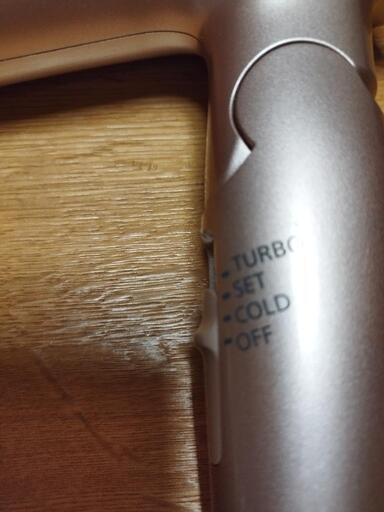 - TURBO
- SET
- COLD
- OFF